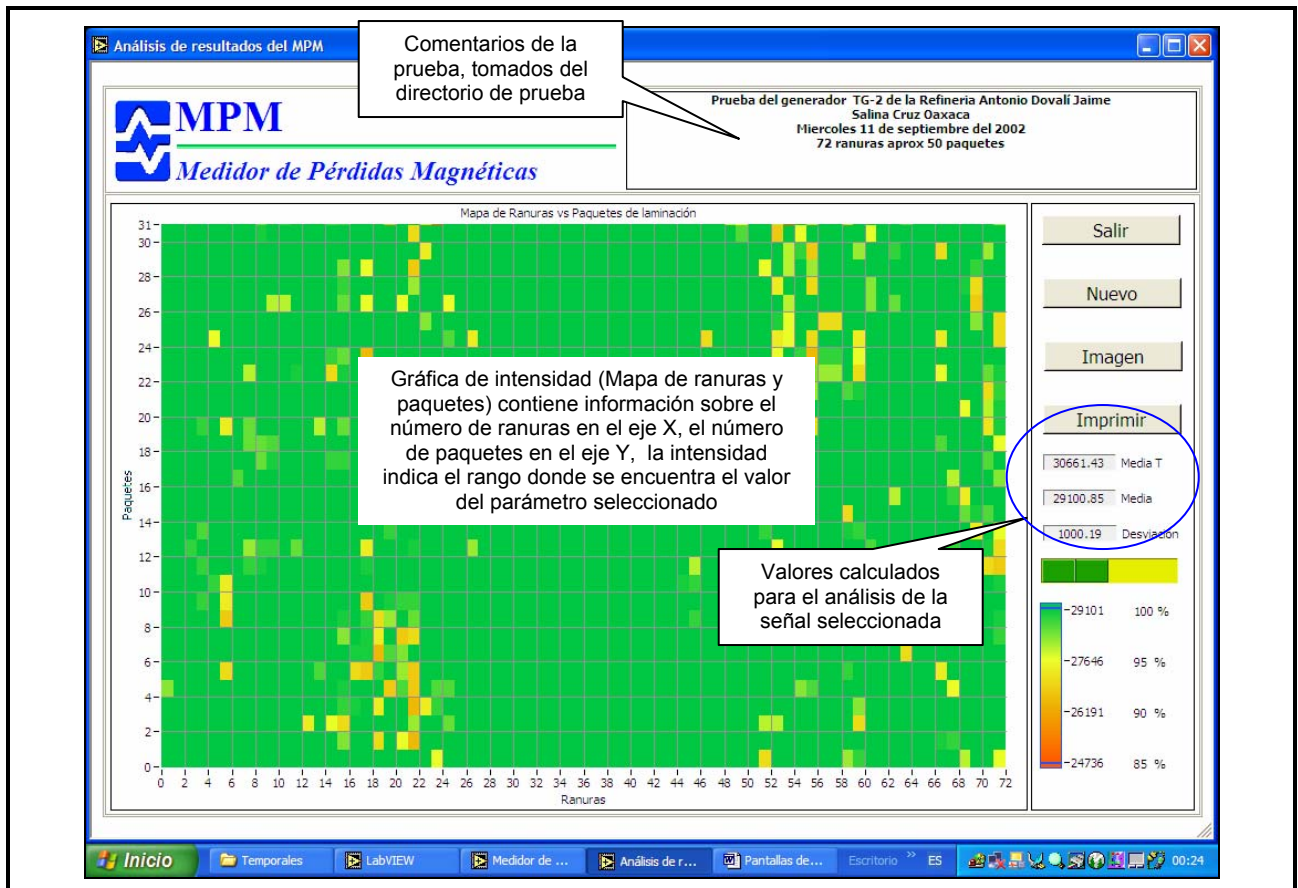 Análisis de resultados del MPM
Comentarios de la
prueba, tomados del
directorio de prueba
MPM
Medidor de Pérdidas Magnéticas
Prueba del generador TG-2 de la Refineria Antonio Dovalí Jaime
Salina Cruz Oaxaca
Miercoles 11 de septiembre del 2002
72 ranuras aprox 50 paquetes
Mapa de Ranuras vs Paquetes de laminación
31
30
28
26
24
22
20
18
16
14
12
10
8
6
4
2
0
Paquetes
0 2 4 6 8 10 12 14 16 18 20 22 24 26 28 30 32 34 36 38 40 42 44 46 48 50 52 54 56 58 60 62 64 66 68 70 72
Ranuras
Gráfica de intensidad (Mapa de ranuras y
paquetes) contiene información sobre el
número de ranuras en el eje X, el número
de paquetes en el eje Y, la intensidad
indica el rango donde se encuentra el valor
del parámetro seleccionado
Valores calculados
para el análisis de la
señal seleccionada
Salir
Nuevo
Imagen
Imprimir
30661.43 Media T
29100.85 Media
1000.19 Desviación
29101 100 %
27646 95 %
26191 90 %
24736 85 %
Inicio
Temporales
LabVIEW
Medidor de ...
Análisis de r...
Pantallas de...
Escritorio
ES
00:24